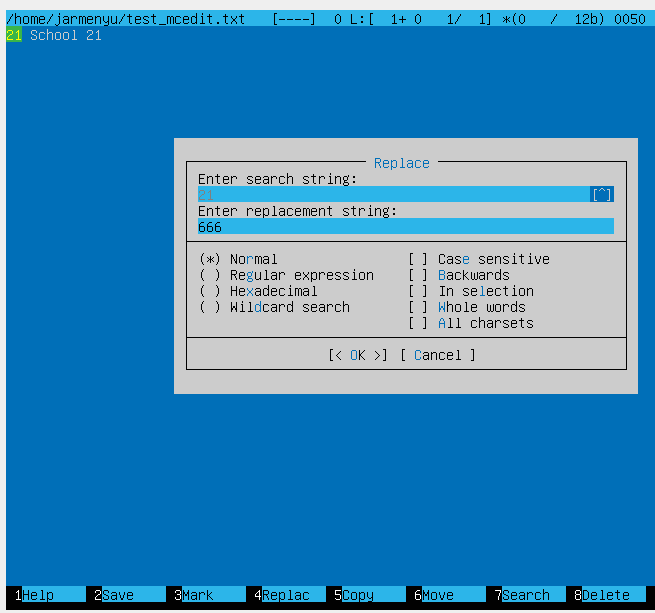 /home/jarmenyu/test_mcedit.txt [----] 0 L:[ 1+ 0 1/ 1] *(0 / 12b) 0050
21 School 21
Replace
Enter search string:
21 [^]
Enter replacement string:
666
(*) Normal [ ] Case sensitive
( ) Regular expression [ ] Backwards
( ) Hexadecimal [ ] In selection
( ) Wildcard search [ ] Whole words
[ ] All charsets
[< OK >] [ Cancel ]
1Help 2Save 3Mark 4Replac 5Copy 6Move 7Search 8Delete